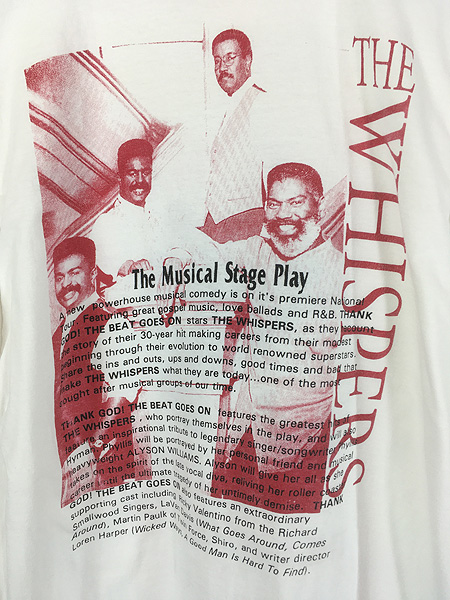 THE WHISPERS
The Musical Stage Play
A new powerhouse musical comedy is on it's premiere National
Tour. Featuring great gospel music, love ballads and R&B. THANK
GOD! THE BEAT GOES ON stars THE WHISPERS, as they recount
the story of their 30-year hit making careers from their modest
beginning through their evolution to world renowned superstars.
Share the ins and outs, ups and downs, good times and bad that
make THE WHISPERS what they are today...one of the most
sought after musical groups of our time.
THANK GOD! THE BEAT GOES ON features the greatest hits
THE WHISPERS, who portray themselves in the play, and will also
feature an inspirational tribute to legendary singer/songwriter
Hyman. Phyllis will be portrayed by her personal friend and musical
heavyweight ALYSON WILLIAMS. Alyson will give her all as she
takes on the spirit of the late vocal diva, reliving her roller
career until the ultimate tragedy of her untimely demise. THANK
GOD! THE BEAT GOES ON also features an extraordinary
supporting cast including Ricky Valentino from the Richard
Smallwood Singers, LaVan Davis (What Goes Around, Comes
Around), Martin Paulk of Force, Shiro, and writer director
Loren Harper (Wicked Ways, A Good Man Is Hard To Find).